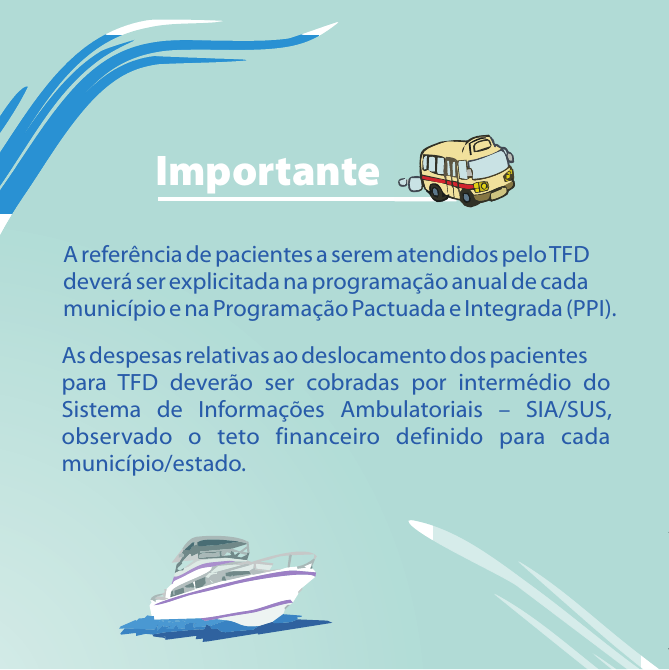 Importante
A referência de pacientes a serem atendidos pelo TFD
deverá ser explicitada na programação anual de cada
município e na Programação Pactuada e Integrada (PPI).
As despesas relativas ao deslocamento dos pacientes
para TFD deverão ser cobradas por intermédio do
Sistema de Informações Ambulatoriais – SIA/SUS,
observado o teto financeiro definido para cada
município/estado.